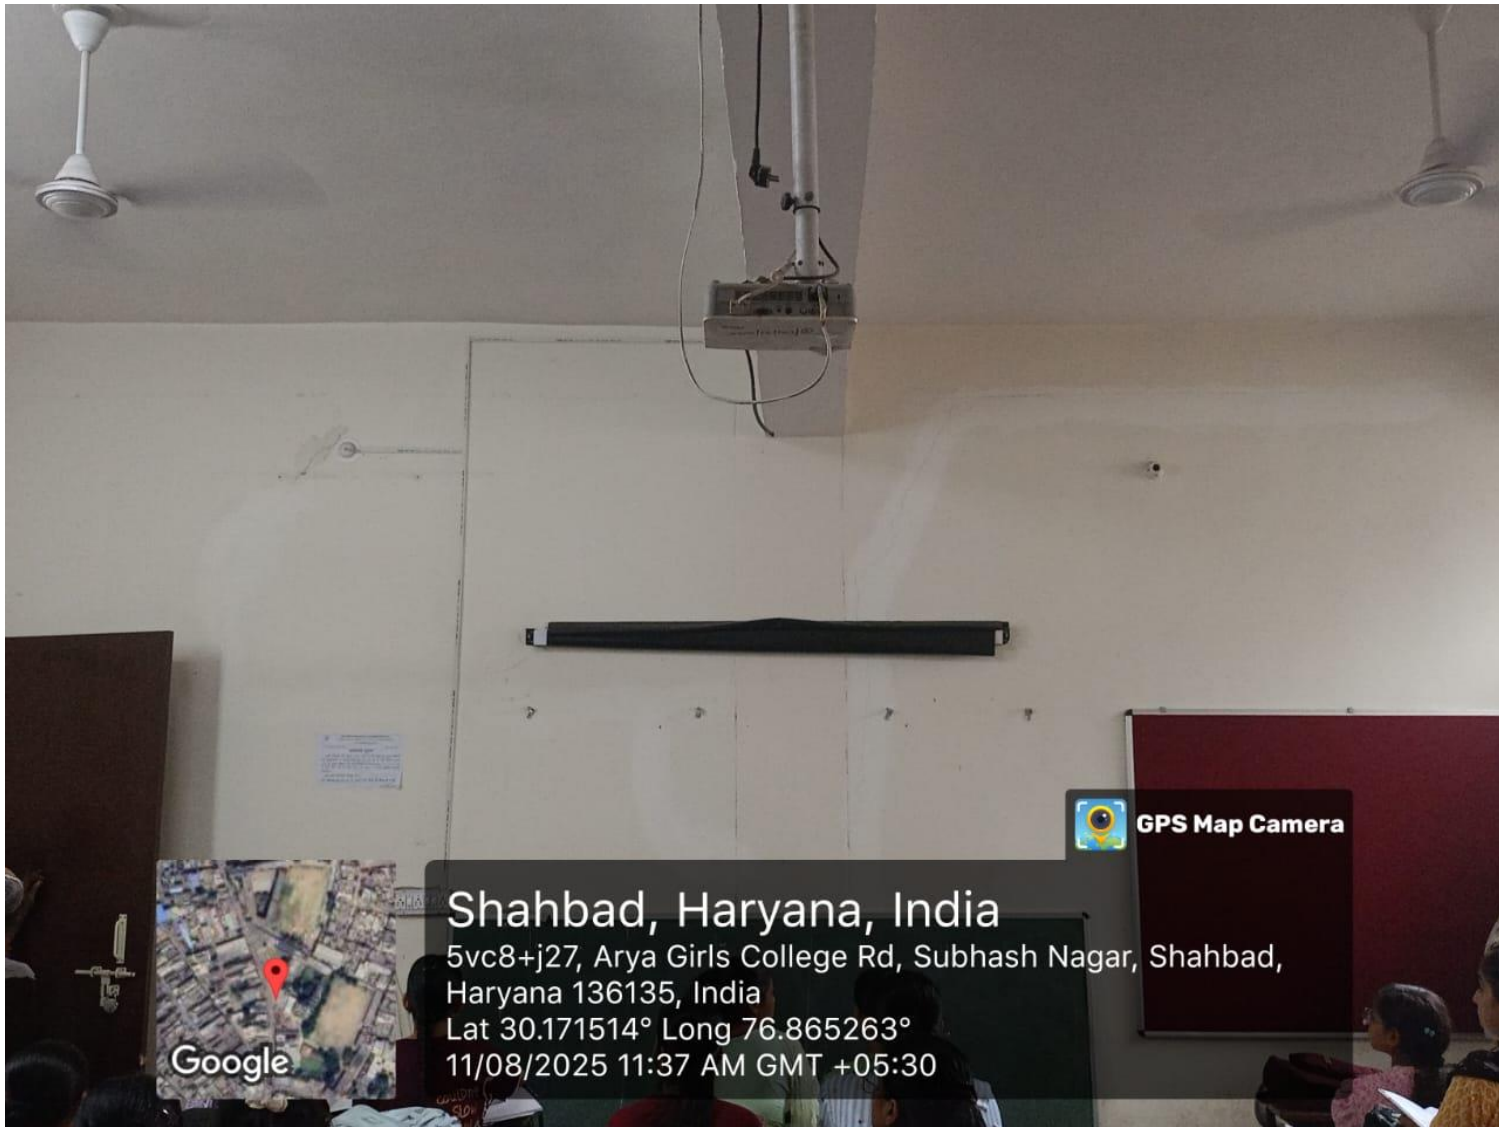 GPS Map Camera
Shahbad, Haryana, India
5vc8+j27, Arya Girls College Rd, Subhash Nagar, Shahbad,
Haryana 136135, India
Lat 30.171514° Long 76.865263°
11/08/2025 11:37 AM GMT +05:30
Google